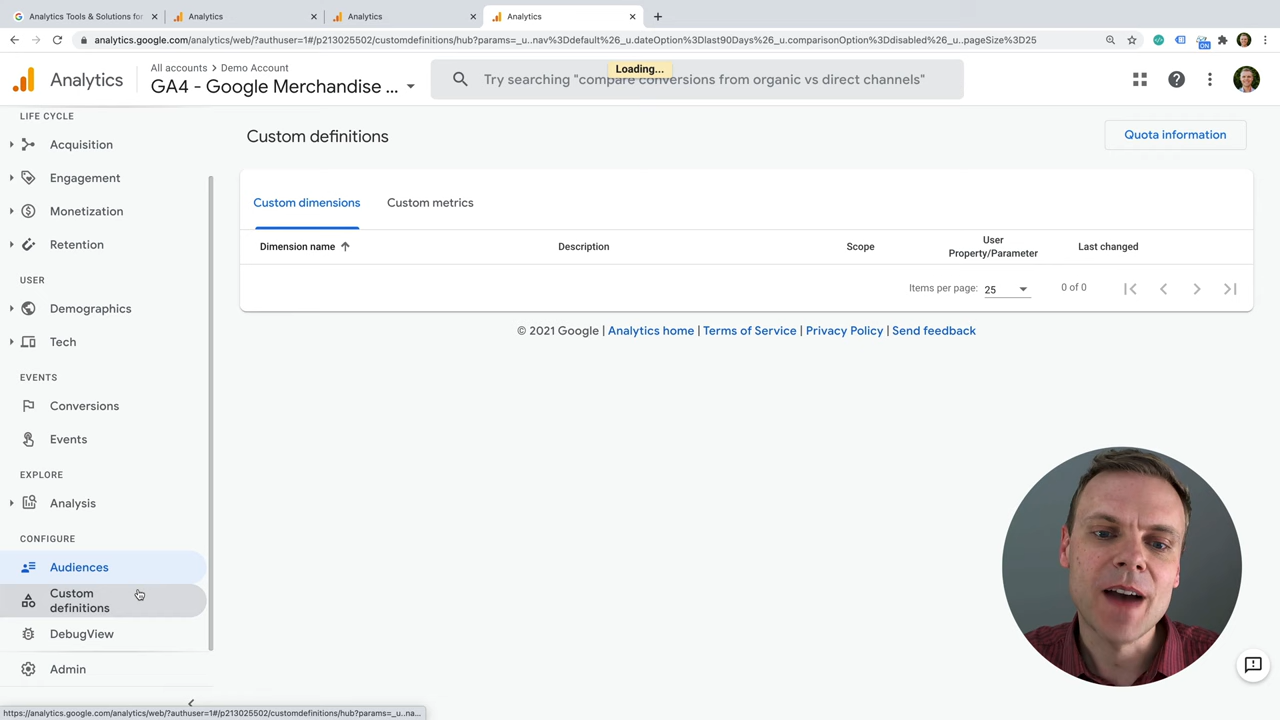 Analytics Tools & Solutions for
Analytics
Analytics
Analytics
analytics.google.com/analytics/web/?authuser=1#/p213025502/customdefinitions/hub?params=_u..nav%3Ddefault%26_u.dateOption%3Dlast90Days%26_u.comparisonOption%3Ddisabled%26_u..pageSize%3D25
ON
Analytics
All accounts > Demo Account
GA4 - Google Merchandise ...
Loading...
Try searching "compare conversions from organic vs direct channels"
LIFE CYCLE
Acquisition
Engagement
Monetization
Retention
USER
Demographics
Tech
EVENTS
Conversions
Events
EXPLORE
Analysis
CONFIGURE
Audiences
Custom
definitions
DebugView
Admin
Custom definitions
Quota information
Custom dimensions
Custom metrics
Dimension name
Description
Scope
User
Property/Parameter
Last changed
Items per page: 25
0 of 0
© 2021 Google | Analytics home | Terms of Service | Privacy Policy | Send feedback
https://analytics.google.com/analytics/web/?authuser=1#/p213025502/customdefinitions/hub?params=_u..na...